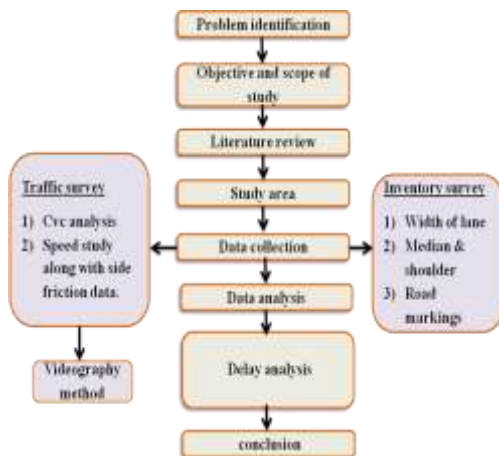 Problem identification
Objective and scope of
study
Literature review
Study area
Data collection
Traffic survey
1) Cvc analysis
2) Speed study
along with side
friction data.
Videography
method
Inventory survey
1) Width of lane
2) Median &
shoulder
3) Road
markings
Data analysis
Delay analysis
conclusion